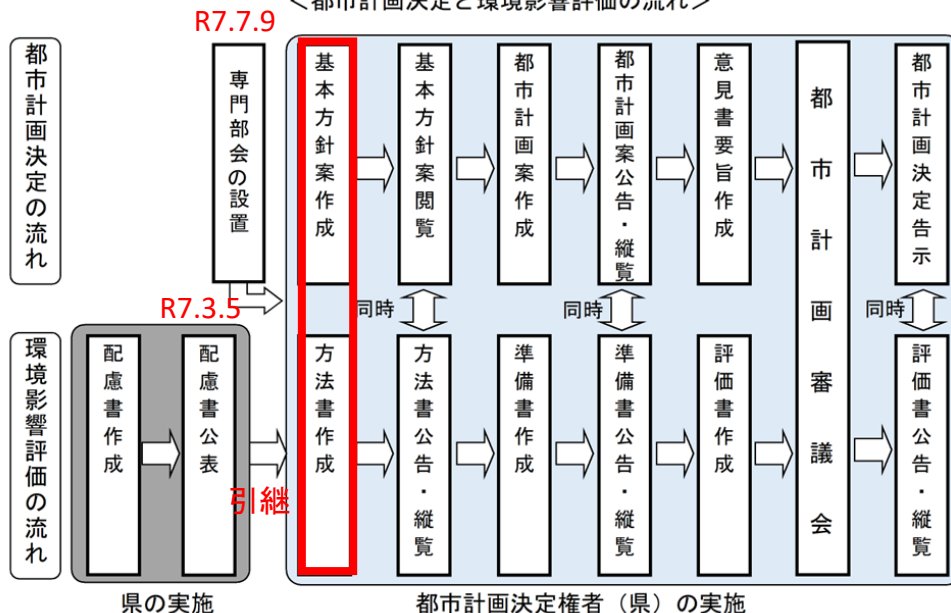 <都市計画決定と環境影響評価の流れ>
R7.7.9
都市計画決定の流れ
専門部会の設置
基本方針案作成
基本方針案閲覧
都市計画案作成
都市計画案公告・縦覧
意見書要旨作成
都市計画審議会
都市計画決定告示
R7.3.5
同時
同時
同時
環境影響評価の流れ
配慮書作成
配慮書公表
引継
方法書作成
方法書公告・縦覧
準備書作成
準備書公告・縦覧
評価書作成
評価書公告・縦覧
県の実施
都市計画決定権者（県）の実施